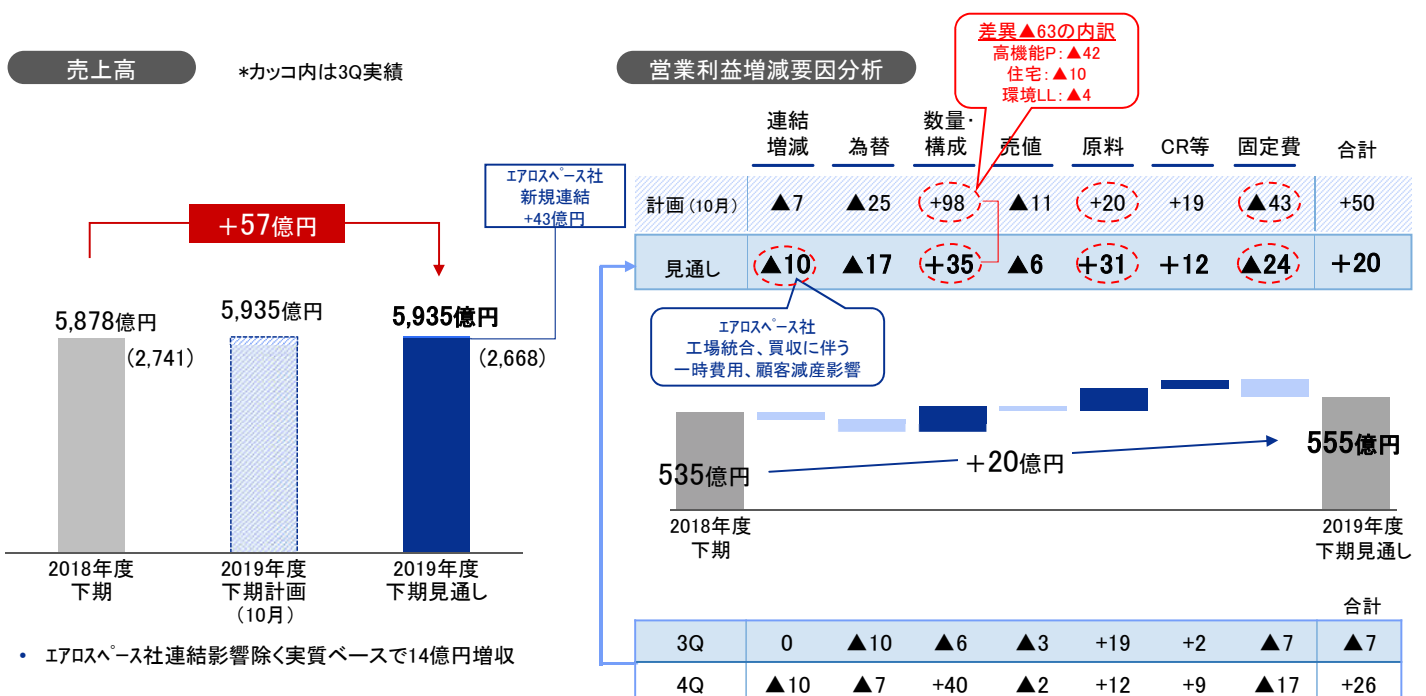 売上高
*カッコ内は3Q実績
+57億円
エアロスペース社
新規連結
+43億円
5,878億円
(2,741)
5,935億円
5,935億円
(2,668)
2018年度
下期
2019年度
下期計画
(10月)
2019年度
下期見通し
• エアロスペース社連結影響除く実質ベースで14億円増収
営業利益増減要因分析
差異▲63の内訳
高機能P:▲42
住宅:▲10
環境LL:▲4
連結
増減
為替
数量・
構成
売値
原料
CR等
固定費
合計
計画(10月) ▲7 ▲25 +98 ▲11 +20 +19 ▲43 +50
見通し ▲10 ▲17 +35 ▲6 +31 +12 ▲24 +20
エアロスペース社
工場統合、買収に伴う
一時費用、顧客減産影響
535億円
+20億円
555億円
2018年度
下期
2019年度
下期見通し
合計
3Q 0 ▲10 ▲6 ▲3 +19 +2 ▲7 ▲7
4Q ▲10 ▲7 +40 ▲2 +12 +9 ▲17 +26